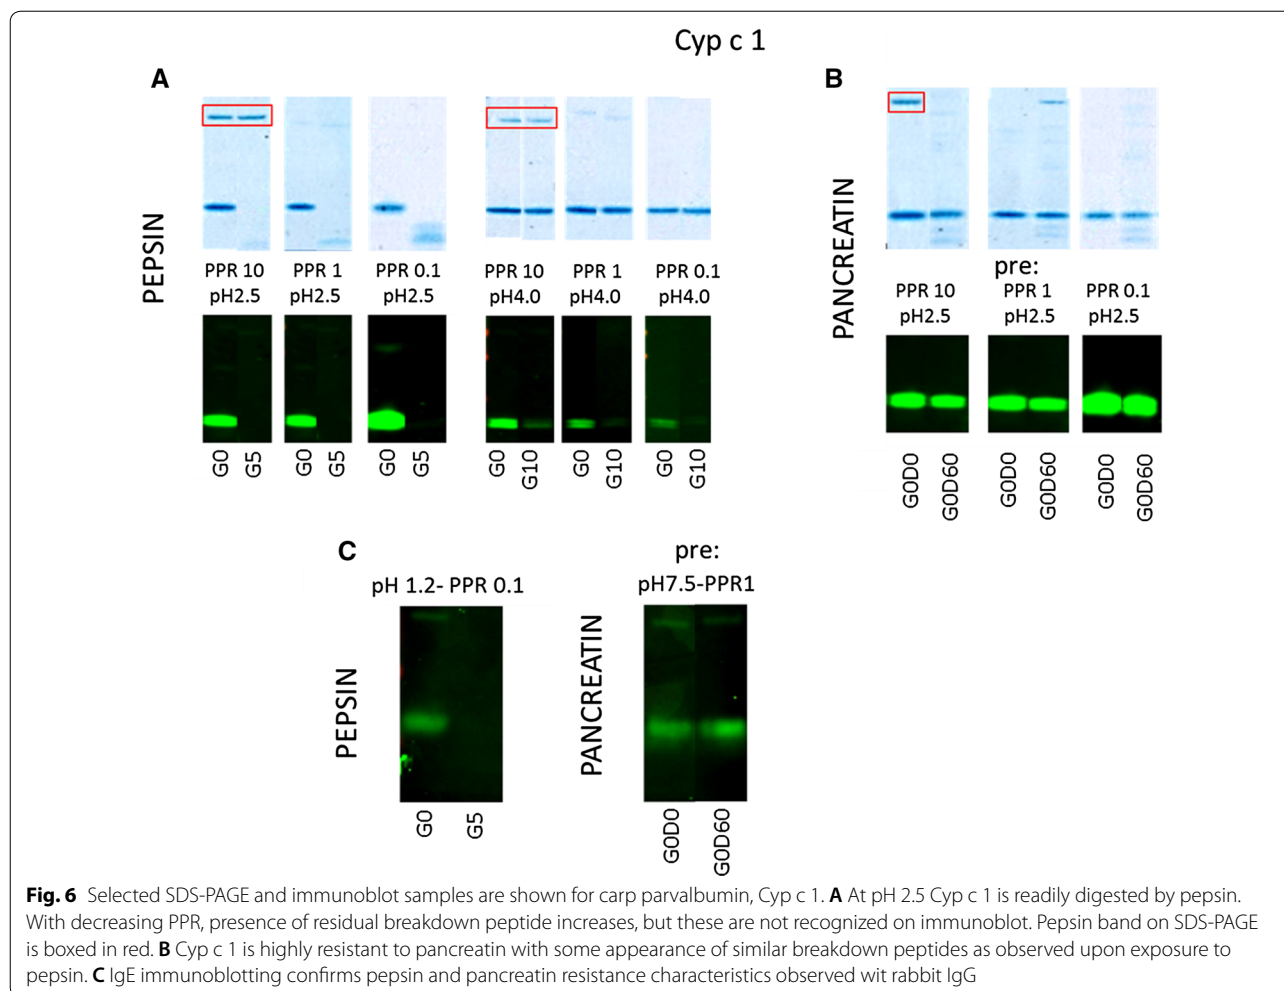 Cyp c 1
A
B
PEPSIN
PPR 10 PPR 1 PPR 0.1 PPR 10 PPR 1 PPR 0.1
pH2.5 pH2.5 pH2.5 pH4.0 pH4.0 pH4.0
G0 G5 G0 G5 G0 G5 G0 G10 G0 G10 G0 G10
PANCREATIN
pre:
PPR 10 PPR 1 PPR 0.1
pH2.5 pH2.5 pH2.5
G0D0 G0D60 G0D0 G0D60 G0D0 G0D60
C
pH 1.2- PPR 0.1
PEPSIN
G0 G5
pre:
pH7.5-PPR1
PANCREATIN
G0D0 G0D60
Fig. 6 Selected SDS-PAGE and immunoblot samples are shown for carp parvalbumin, Cyp c 1. A At pH 2.5 Cyp c 1 is readily digested by pepsin.
With decreasing PPR, presence of residual breakdown peptide increases, but these are not recognized on immunoblot. Pepsin band on SDS-PAGE
is boxed in red. B Cyp c 1 is highly resistant to pancreatin with some appearance of similar breakdown peptides as observed upon exposure to
pepsin. C IgE immunoblotting confirms pepsin and pancreatin resistance characteristics observed wit rabbit IgG